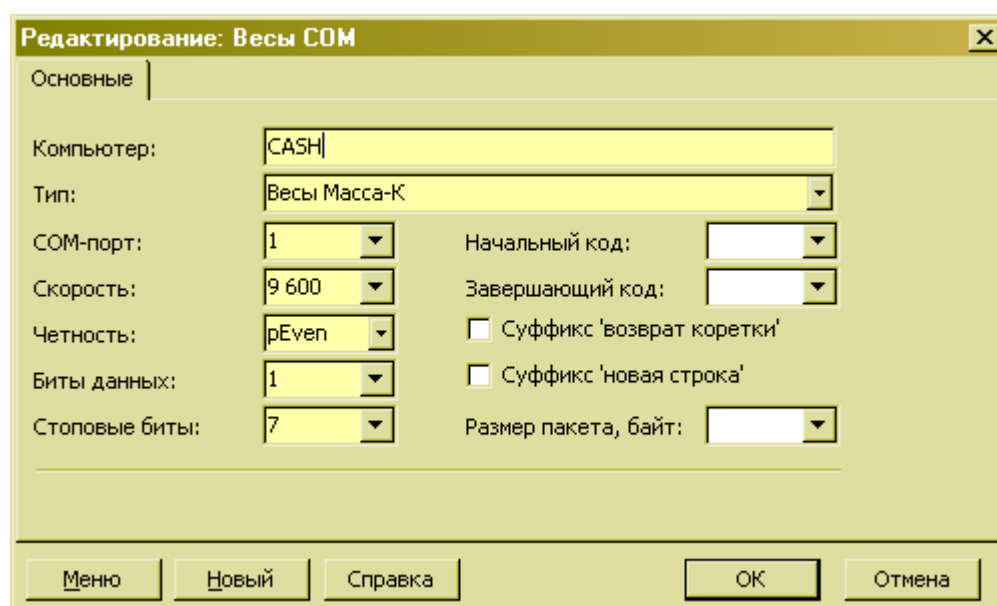 Редактирование: Весы COM
Основные
Компьютер: CASH
Тип: Весы Масса-К
COM-порт: 1 Начальный код:
Скорость: 9 600 Завершающий код:
Четность: pEven Суффикс 'возврат коретки'
Биты данных: 1 Суффикс 'новая строка'
Стоповые биты: 7 Размер пакета, байт:
Меню Новый Справка OK Отмена